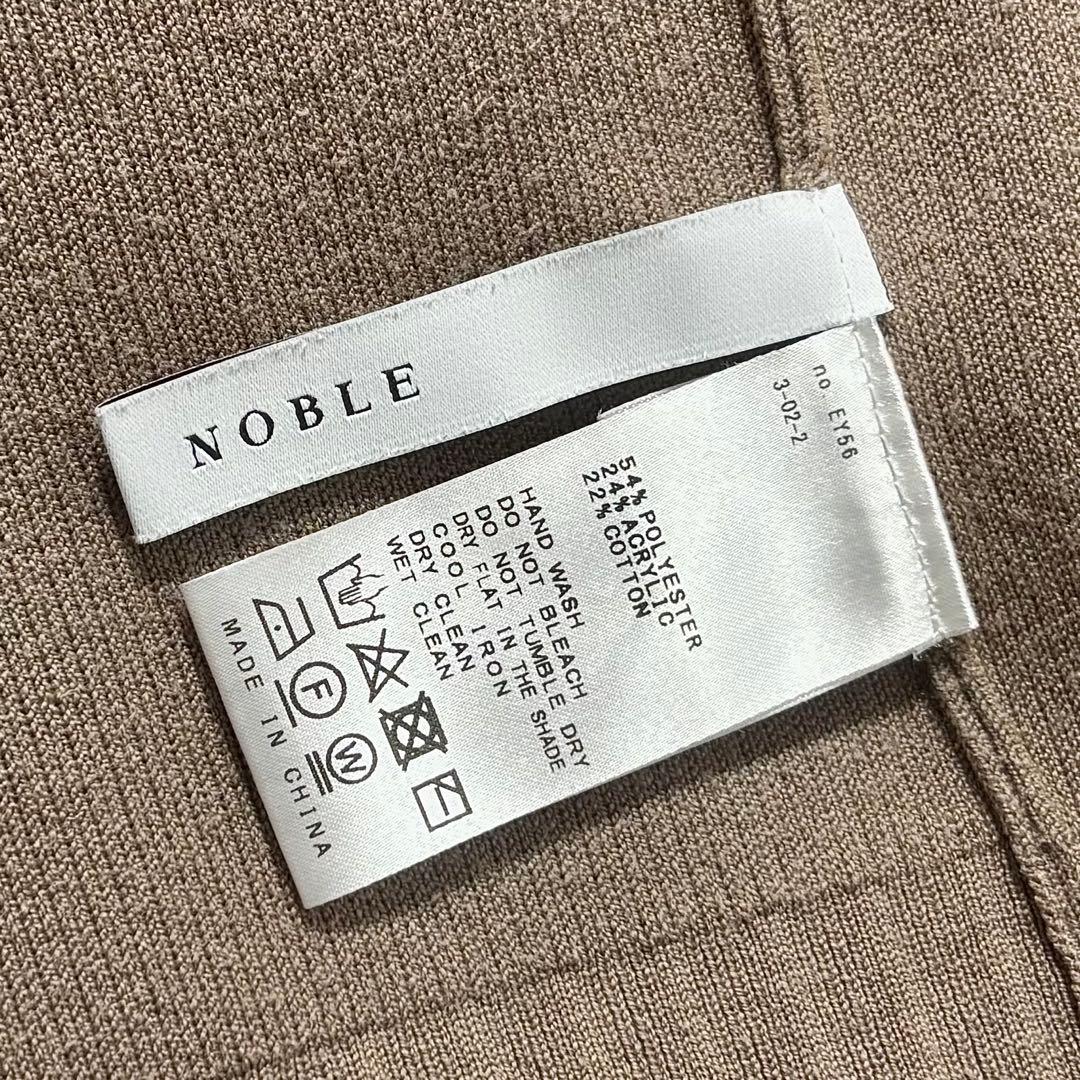 NOBLE
no. EY56
3-02-2
54% POLYESTER
24% ACRYLIC
22% COTTON
HAND WASH
DO NOT BLEACH
DO NOT TUMBLE DRY
DRY FLAT IN THE SHADE
COOL IRON
DRY CLEAN
WET CLEAN
F
W
MADE IN CHINA